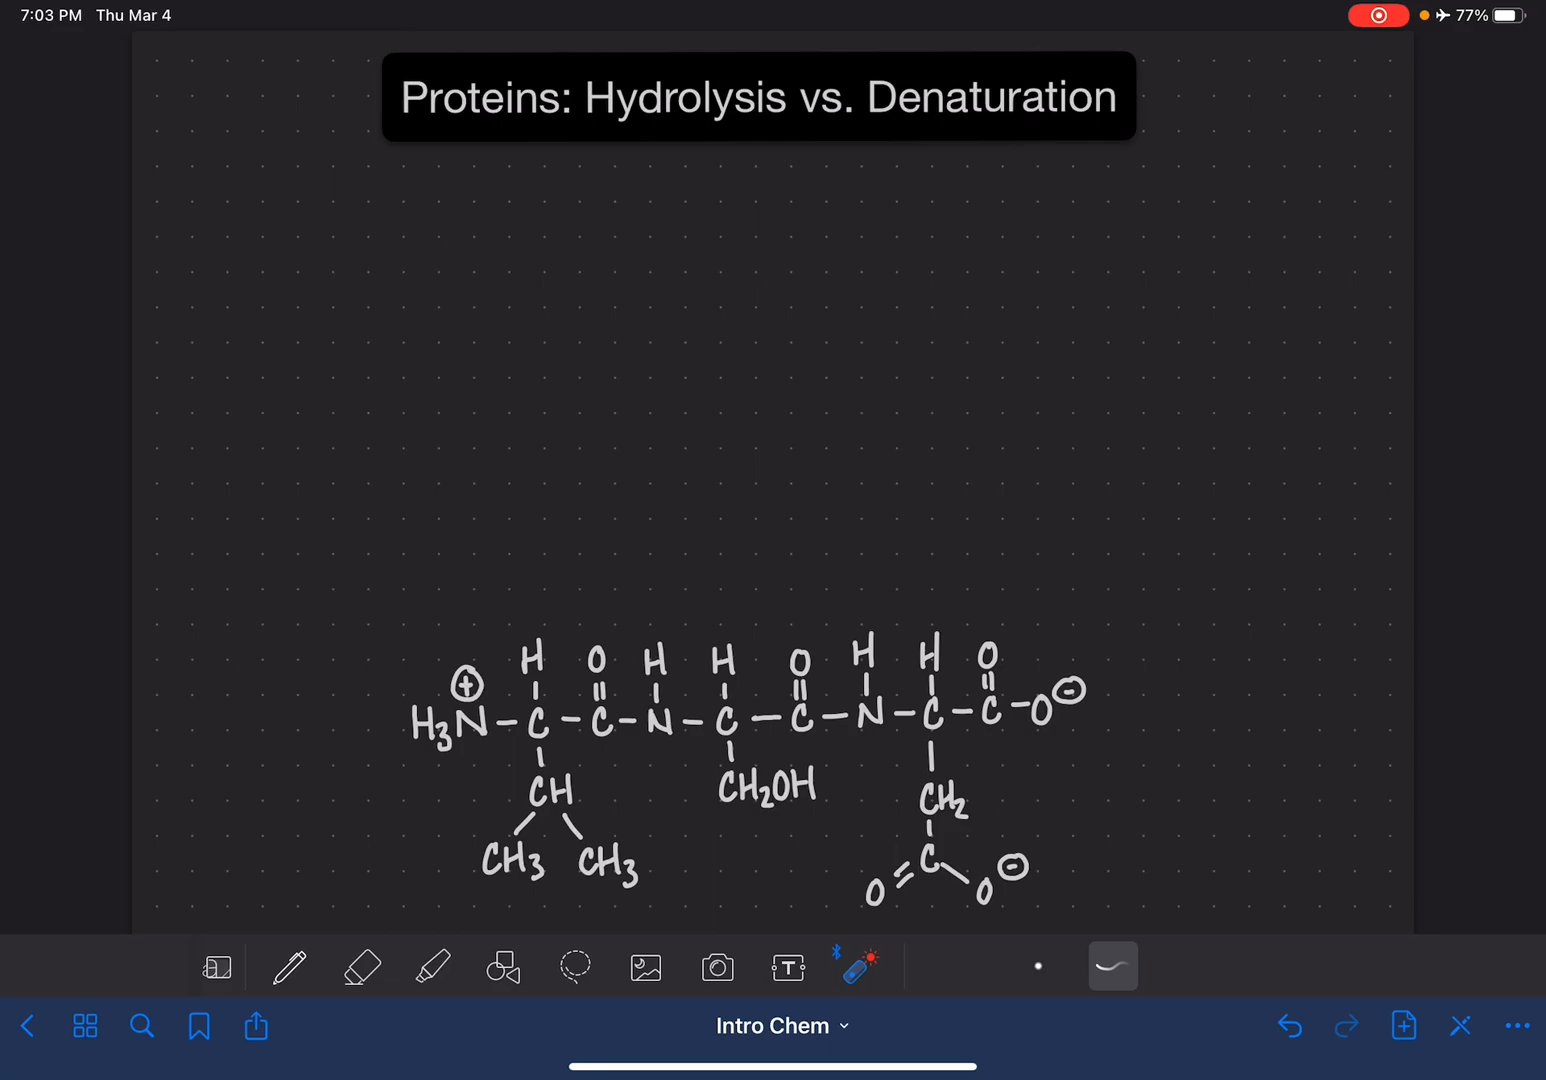 7:03 PM Thu Mar 4
77%
Proteins: Hydrolysis vs. Denaturation
H O H H O H H O
⊕ ⊖
H3N - C - C - N - C - C - N - C - C - O
CH CH2OH CH2
CH3 CH3 C ⊖
O O
T
Intro Chem